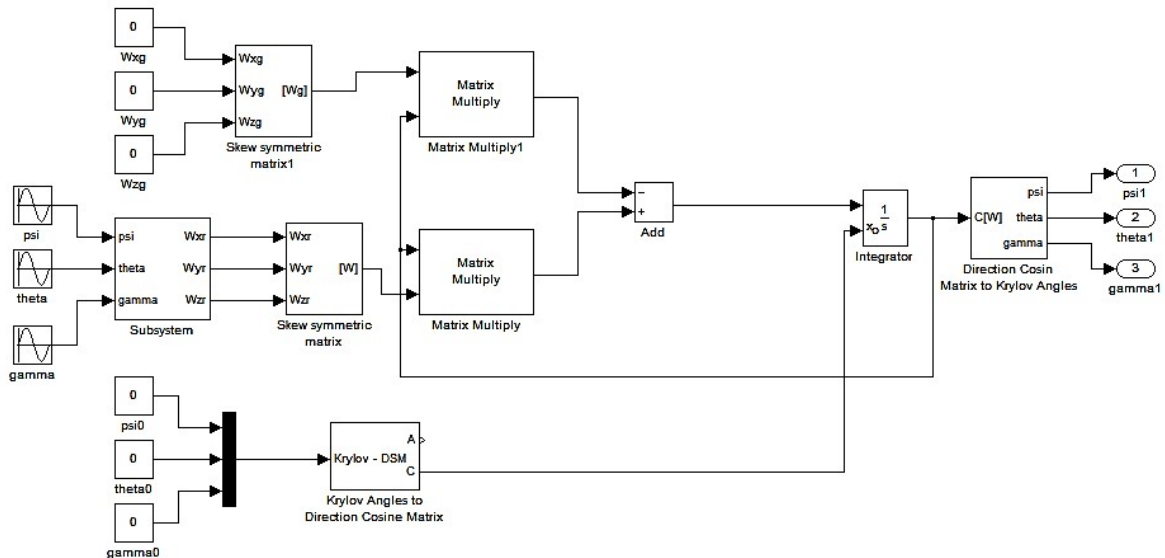 0
Wxg
0
Wyg
0
Wzg
Wxg
Wyg
Wzg
[Wg]
Skew symmetric
matrix1
Matrix
Multiply
Matrix Multiply1
psi
theta
gamma
psi
theta
gamma
Wxr
Wyr
Wzr
Subsystem
Wxr
Wyr
Wzr
[W]
Skew symmetric
matrix
Matrix
Multiply
Matrix Multiply
−
+
Add
1
s
xo
Integrator
C[W]
psi
theta
gamma
Direction Cosin
Matrix to Krylov Angles
1
psi1
2
theta1
3
gamma1
0
psi0
0
theta0
0
gamma0
Krylov - DSM
A
C
Krylov Angles to
Direction Cosine Matrix